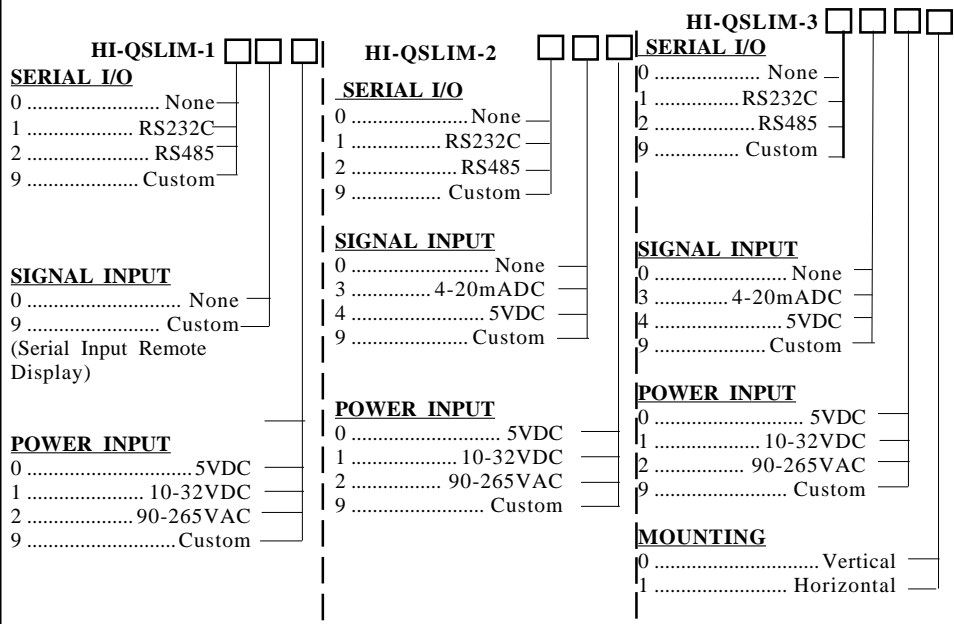 HI-QSLIM-1
SERIAL I/O
0 ......................... None
1 .................... RS232C
2 ....................... RS485
9 ..................... Custom
SIGNAL INPUT
0 ............................. None
9 ......................... Custom
(Serial Input Remote
Display)
POWER INPUT
0 ...............................5VDC
1 ....................... 10-32VDC
2 ....................90-265VAC
9 ............................Custom
HI-QSLIM-2
SERIAL I/O
0 ......................None
1 .................. RS232C
2 .........................RS485
9 ................. Custom
SIGNAL INPUT
0 .......................... None
3 ...............4-20mADC
4 .........................5VDC
9 ......................Custom
POWER INPUT
0 ............................ 5VDC
1 ....................10-32VDC
2 ................. 90-265VAC
9 ......................... Custom
HI-QSLIM-3
SERIAL I/O
0 .................... None
1 ...................RS232C
2 ...................... RS485
9 ................ Custom
SIGNAL INPUT
0 .........................None
3 ............. 4-20mADC
4 ........................5VDC
9 .....................Custom
POWER INPUT
0 ............................ 5VDC
1 .................... 10-32VDC
2 ................ 90-265VAC
9 ......................... Custom
MOUNTING
0 ...............................Vertical
1 ......................... Horizontal